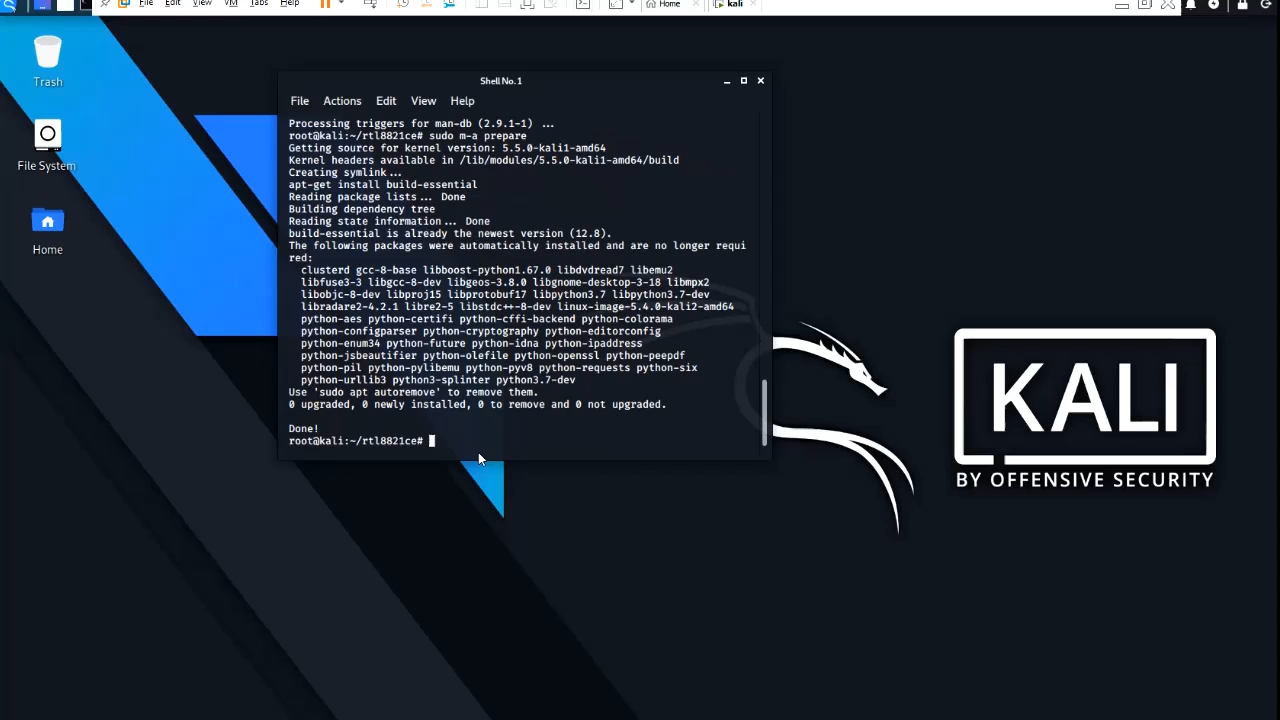 File Edit View VM Tabs Help Home kali
Trash
File System
Home
Shell No.1
File Actions Edit View Help
Processing triggers for man-db (2.9.1-1) ...
root@kali:~/rtl8821ce# sudo m-a prepare
Getting source for kernel version: 5.5.0-kali1-amd64
Kernel headers available in /lib/modules/5.5.0-kali1-amd64/build
Creating symlink...
apt-get install build-essential
Reading package lists... Done
Building dependency tree
Reading state information... Done
build-essential is already the newest version (12.8).
The following packages were automatically installed and are no longer requi
red:
clusterd gcc-8-base libboost-python1.67.0 libdvdread7 libemu2
libfuse3-3 libgcc-8-dev libgeos-3.8.0 libgnome-desktop-3-18 libmpx2
libobjc-8-dev libproj15 libprotobuf17 libpython3.7 libpython3.7-dev
libradare2-4.2.1 libre2-5 libstdc++-8-dev linux-image-5.4.0-kali2-amd64
python-aes python-certifi python-cffi-backend python-colorama
python-configparser python-cryptography python-editorconfig
python-enum34 python-future python-idna python-ipaddress
python-jsbeautifier python-olefile python-openssl python-peepdf
python-pil python-pylibemu python-pyv8 python-requests python-six
python-urllib3 python3-splinter python3.7-dev
Use 'sudo apt autoremove' to remove them.
0 upgraded, 0 newly installed, 0 to remove and 0 not upgraded.
Done!
root@kali:~/rtl8821ce#
KALI
BY OFFENSIVE SECURITY